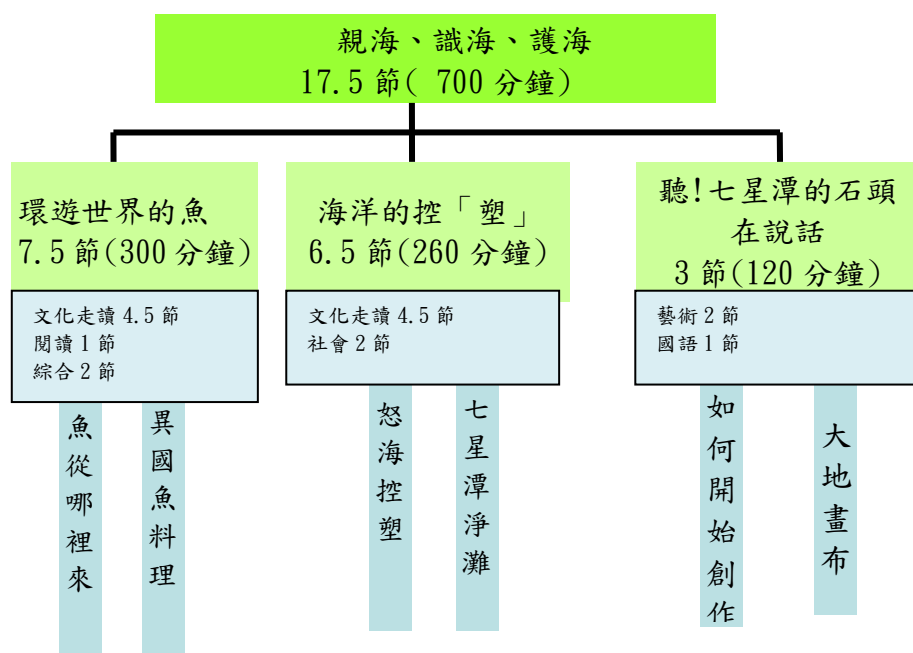 親海、識海、護海
17.5 節( 700 分鐘)
環遊世界的魚
7.5 節(300 分鐘)
文化走讀 4.5 節
閱讀 1 節
綜合 2 節
魚從哪裡來
異國魚料理
海洋的控「塑」
6.5 節(260 分鐘)
文化走讀 4.5 節
社會 2 節
怒海控塑
七星潭淨灘
聽!七星潭的石頭
在說話
3 節(120 分鐘)
藝術 2 節
國語 1 節
如何開始創作
大地畫布